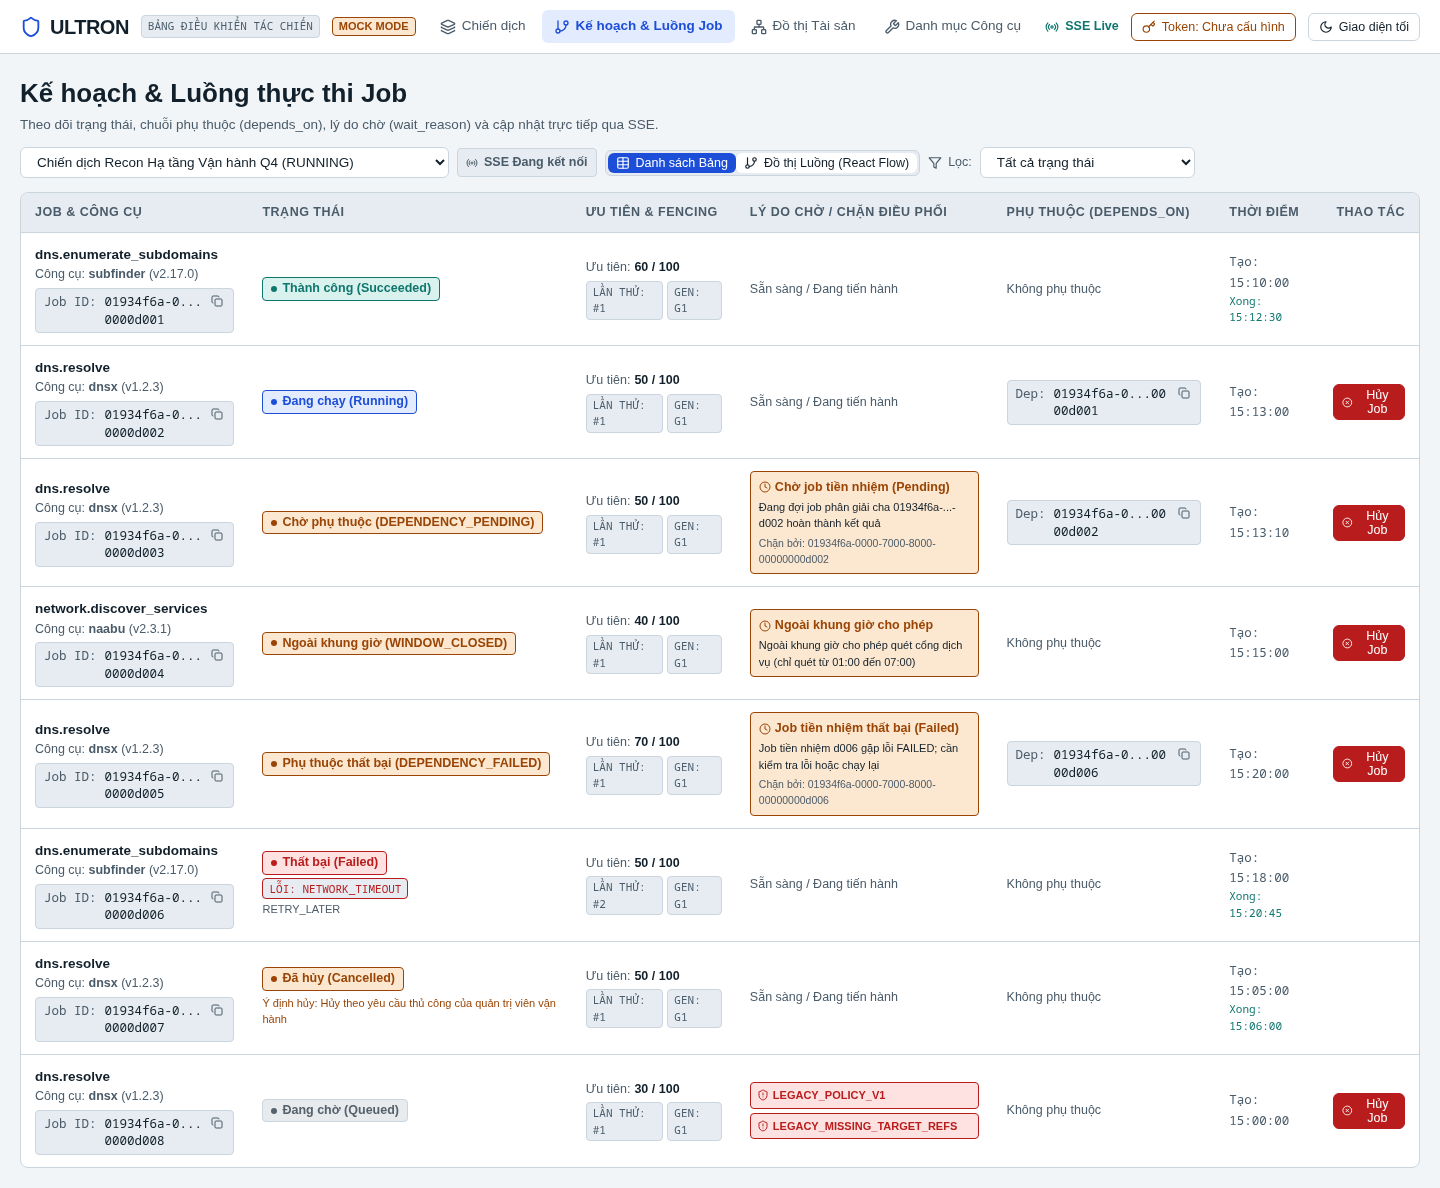 ULTRON
BẢNG ĐIỀU KHIỂN TÁC CHIẾN
MOCK MODE
Chiến dịch
Kế hoạch & Luồng Job
Đồ thị Tài sản
Danh mục Công cụ
SSE Live
Token: Chưa cấu hình
Giao diện tối
Kế hoạch & Luồng thực thi Job
Theo dõi trạng thái, chuỗi phụ thuộc (depends_on), lý do chờ (wait_reason) và cập nhật trực tiếp qua SSE.
Chiến dịch Recon Hạ tầng Vận hành Q4 (RUNNING)
SSE Đang kết nối
Danh sách Bảng
Đồ thị Luồng (React Flow)
Lọc:
Tất cả trạng thái
JOB & CÔNG CỤ
TRẠNG THÁI
ƯU TIÊN & FENCING
LÝ DO CHỜ / CHẶN ĐIỀU PHỐI
PHỤ THUỘC (DEPENDS_ON)
THỜI ĐIỂM
THAO TÁC
dns.enumerate_subdomains
Công cụ: subfinder (v2.17.0)
Job ID: 01934f6a-0...
0000d001
Thành công (Succeeded)
Ưu tiên: 60 / 100
LẦN THỬ:
#1
GEN:
G1
Sẵn sàng / Đang tiến hành
Không phụ thuộc
Tạo:
15:10:00
Xong:
15:12:30
dns.resolve
Công cụ: dnsx (v1.2.3)
Job ID: 01934f6a-0...
0000d002
Đang chạy (Running)
Ưu tiên: 50 / 100
LẦN THỬ:
#1
GEN:
G1
Sẵn sàng / Đang tiến hành
Dep: 01934f6a-0...00
00d001
Tạo:
15:13:00
Hủy
Job
dns.resolve
Công cụ: dnsx (v1.2.3)
Job ID: 01934f6a-0...
0000d003
Chờ phụ thuộc (DEPENDENCY_PENDING)
Ưu tiên: 50 / 100
LẦN THỬ:
#1
GEN:
G1
Chờ job tiền nhiệm (Pending)
Đang đợi job phân giải cha 01934f6a-...-
d002 hoàn thành kết quả
Chặn bởi: 01934f6a-0000-7000-8000-
00000000d002
Dep: 01934f6a-0...00
00d002
Tạo:
15:13:10
Hủy
Job
network.discover_services
Công cụ: naabu (v2.3.1)
Job ID: 01934f6a-0...
0000d004
Ngoài khung giờ (WINDOW_CLOSED)
Ưu tiên: 40 / 100
LẦN THỬ:
#1
GEN:
G1
Ngoài khung giờ cho phép
Ngoài khung giờ cho phép quét cổng dịch
vụ (chỉ quét từ 01:00 đến 07:00)
Không phụ thuộc
Tạo:
15:15:00
Hủy
Job
dns.resolve
Công cụ: dnsx (v1.2.3)
Job ID: 01934f6a-0...
0000d005
Phụ thuộc thất bại (DEPENDENCY_FAILED)
Ưu tiên: 70 / 100
LẦN THỬ:
#1
GEN:
G1
Job tiền nhiệm thất bại (Failed)
Job tiền nhiệm d006 gặp lỗi FAILED; cần
kiểm tra lỗi hoặc chạy lại
Chặn bởi: 01934f6a-0000-7000-8000-
00000000d006
Dep: 01934f6a-0...00
00d006
Tạo:
15:20:00
Hủy
Job
dns.enumerate_subdomains
Công cụ: subfinder (v2.17.0)
Job ID: 01934f6a-0...
0000d006
Thất bại (Failed)
LỖI: NETWORK_TIMEOUT
RETRY_LATER
Ưu tiên: 50 / 100
LẦN THỬ:
#2
GEN:
G1
Sẵn sàng / Đang tiến hành
Không phụ thuộc
Tạo:
15:18:00
Xong:
15:20:45
dns.resolve
Công cụ: dnsx (v1.2.3)
Job ID: 01934f6a-0...
0000d007
Đã hủy (Cancelled)
Ý định hủy: Hủy theo yêu cầu thủ công của quản trị viên vận
hành
Ưu tiên: 50 / 100
LẦN THỬ:
#1
GEN:
G1
Sẵn sàng / Đang tiến hành
Không phụ thuộc
Tạo:
15:05:00
Xong:
15:06:00
dns.resolve
Công cụ: dnsx (v1.2.3)
Job ID: 01934f6a-0...
0000d008
Đang chờ (Queued)
Ưu tiên: 30 / 100
LẦN THỬ:
#1
GEN:
G1
LEGACY_POLICY_V1
LEGACY_MISSING_TARGET_REFS
Không phụ thuộc
Tạo:
15:00:00
Hủy
Job